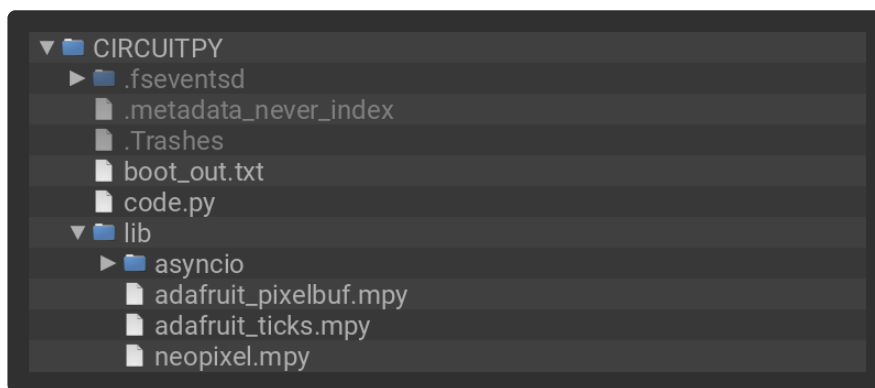 CIRCUITPY
.fseventsd
.metadata_never_index
.Trashes
boot_out.txt
code.py
lib
asyncio
adafruit_pixelbuf.mpy
adafruit_ticks.mpy
neopixel.mpy